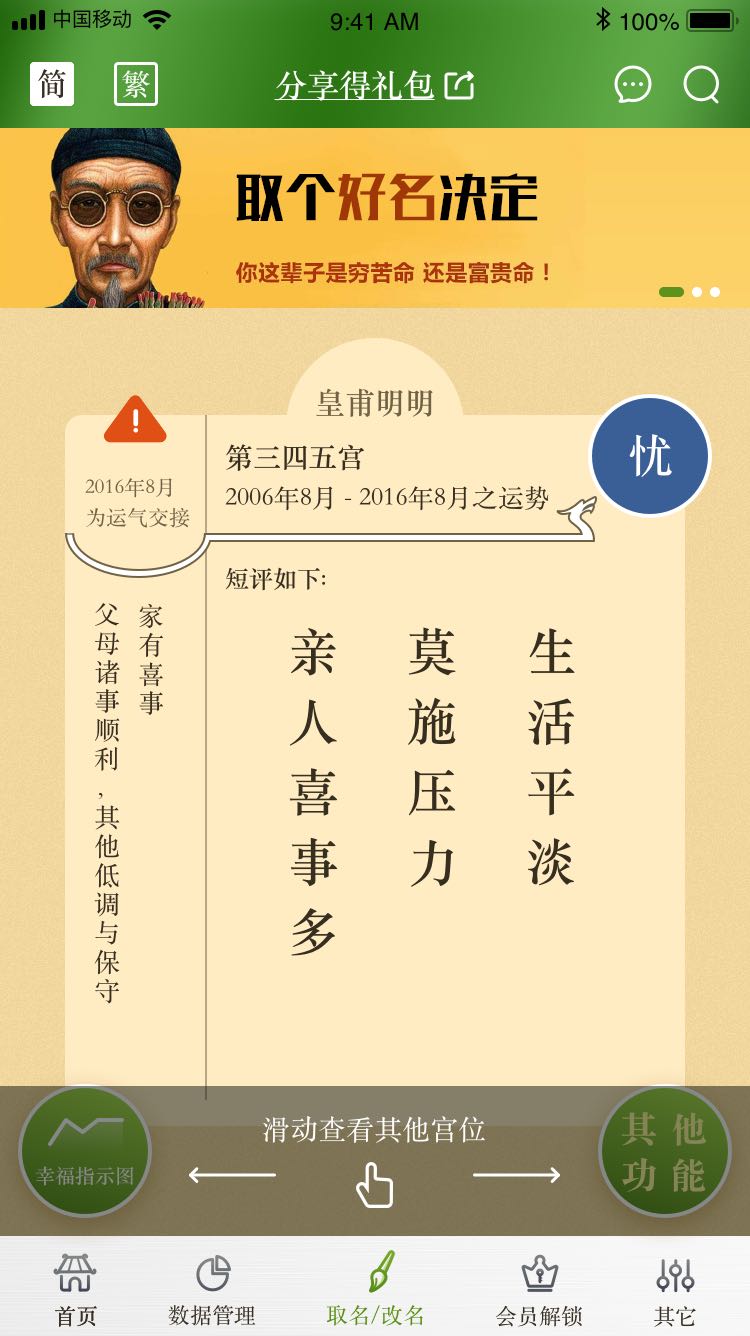 中国移动
9:41 AM
100%
简
繁
分享得礼包
取个好名决定
你这辈子是穷苦命 还是富贵命！
皇甫明明
忧
第三四五宫
2006年8月 - 2016年8月之运势
2016年8月
为运气交接
短评如下:
生活平淡
莫施压力
亲人喜事多
家有喜事
父母诸事顺利，其他低调与保守
滑动查看其他宫位
幸福指示图
其他
功能
首页
数据管理
取名/改名
会员解锁
其它